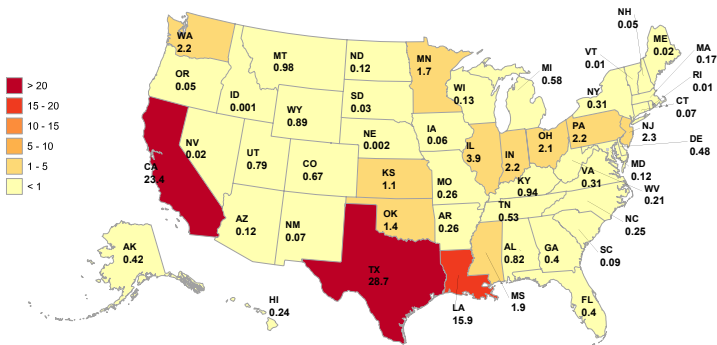 NH
0.05
WA
2.2
ME
0.02
VT
0.01
MA
0.17
MT
0.98
ND
0.12
MN
1.7
MI
0.58
RI
0.01
OR
0.05
ID
0.001
SD
0.03
WI
0.13
NY
0.31
CT
0.07
> 20
15 - 20
10 - 15
5 - 10
1 - 5
< 1
WY
0.89
IA
0.06
PA
2.2
NJ
2.3
DE
0.48
NV
0.02
NE
0.002
IL
3.9
IN
2.2
OH
2.1
CA
23.4
UT
0.79
CO
0.67
KS
1.1
MO
0.26
KY
0.94
VA
0.31
MD
0.12
WV
0.21
AZ
0.12
NM
0.07
OK
1.4
AR
0.26
TN
0.53
NC
0.25
AK
0.42
AL
0.82
GA
0.4
SC
0.09
TX
28.7
HI
0.24
LA
15.9
MS
1.9
FL
0.4